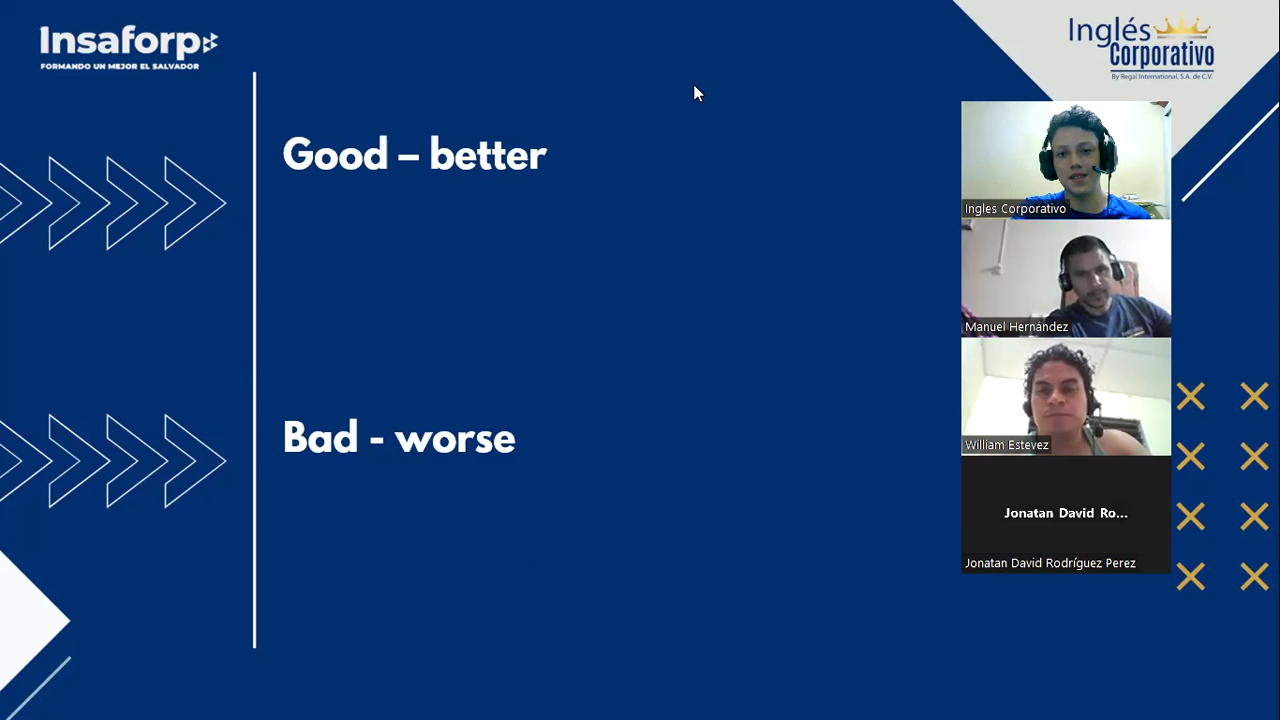 Insaforp
FORMANDO UN MEJOR EL SALVADOR
Inglés
Corporativo
By Regal International, S.A. de C.V.
Good – better
Bad - worse
Ingles Corporativo
Manuel Hernández
William Estevez
Jonatan David Ro...
Jonatan David Rodríguez Perez